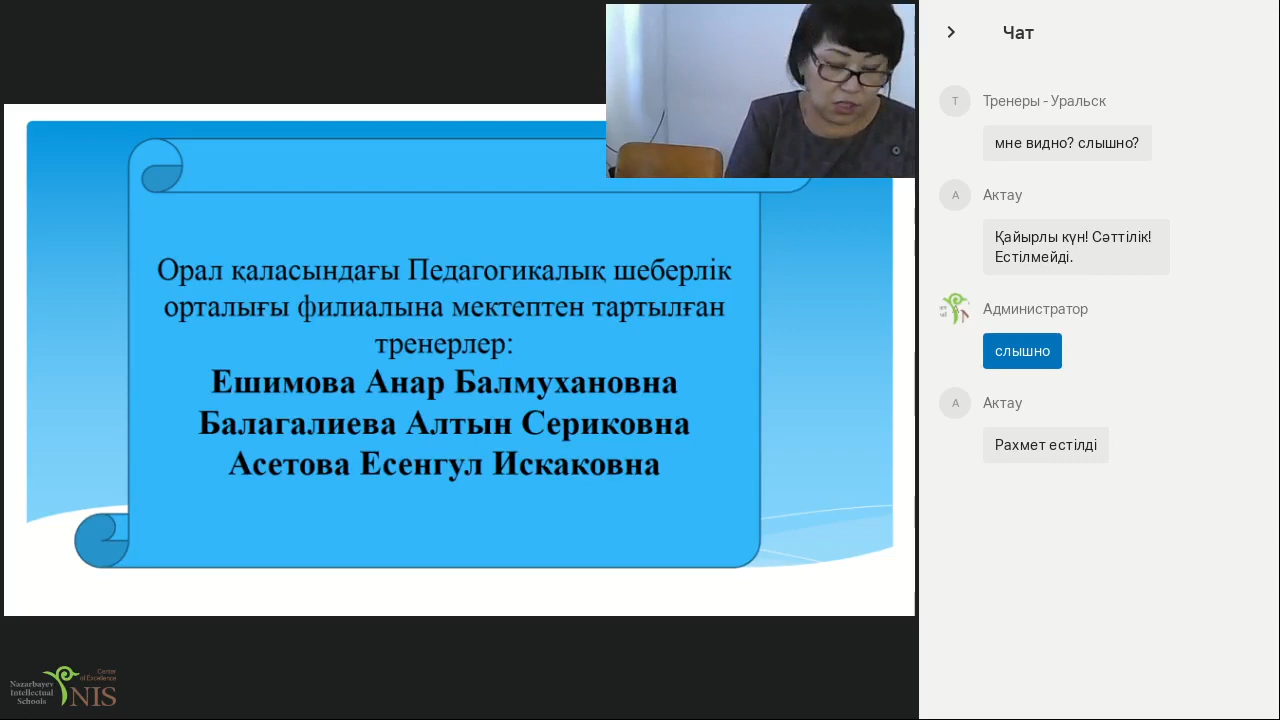 Орал қаласындағы Педагогикалық шеберлік
орталығы филиалына мектептен тартылған
тренерлер:
Ешимова Анар Балмухановна
Балагалиева Алтын Сериковна
Асетова Есенгул Искаковна
Nazarbayev
Intellectual
Schools
NIS
Center
of Excellence
Чат
Т
Тренеры - Уральск
мне видно? слышно?
А
Актау
Қайырлы күн! Сәттілік!
Естілмейді.
Администратор
слышно
А
Актау
Рахмет естілді